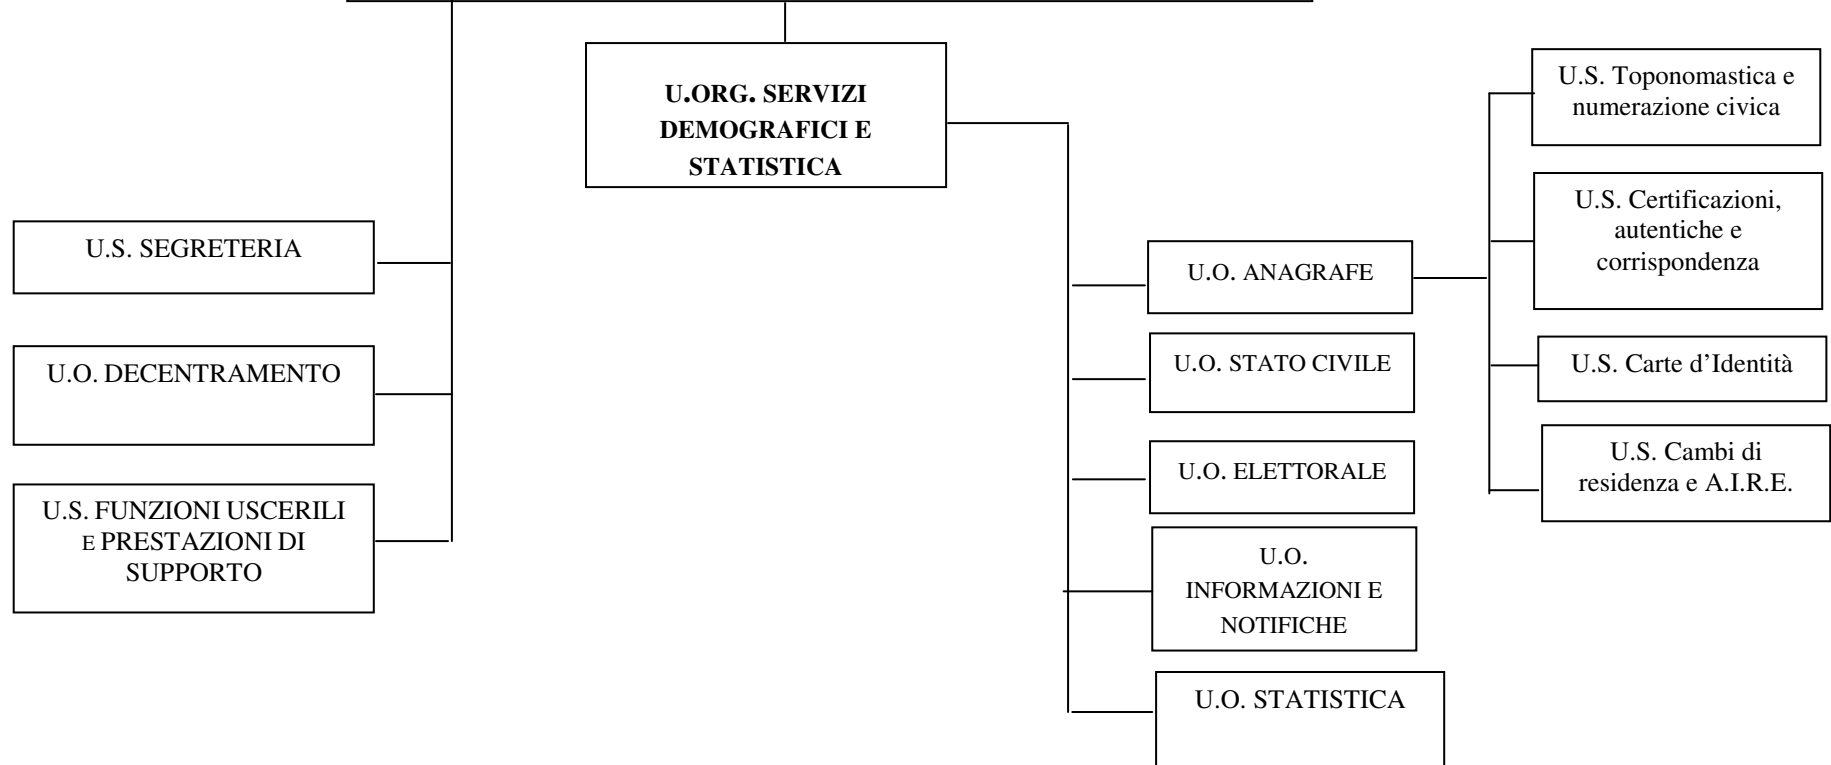 U.ORG. SERVIZI
DEMOGRAFICI E
STATISTICA
U.S. SEGRETERIA
U.O. DECENTRAMENTO
U.S. FUNZIONI USCERILI
E PRESTAZIONI DI
SUPPORTO
U.O. ANAGRAFE
U.O. STATO CIVILE
U.O. ELETTORALE
U.O.
INFORMAZIONI E
NOTIFICHE
U.O. STATISTICA
U.S. Toponomastica e
numerazione civica
U.S. Certificazioni,
autentiche e
corrispondenza
U.S. Carte d’Identità
U.S. Cambi di
residenza e A.I.R.E.